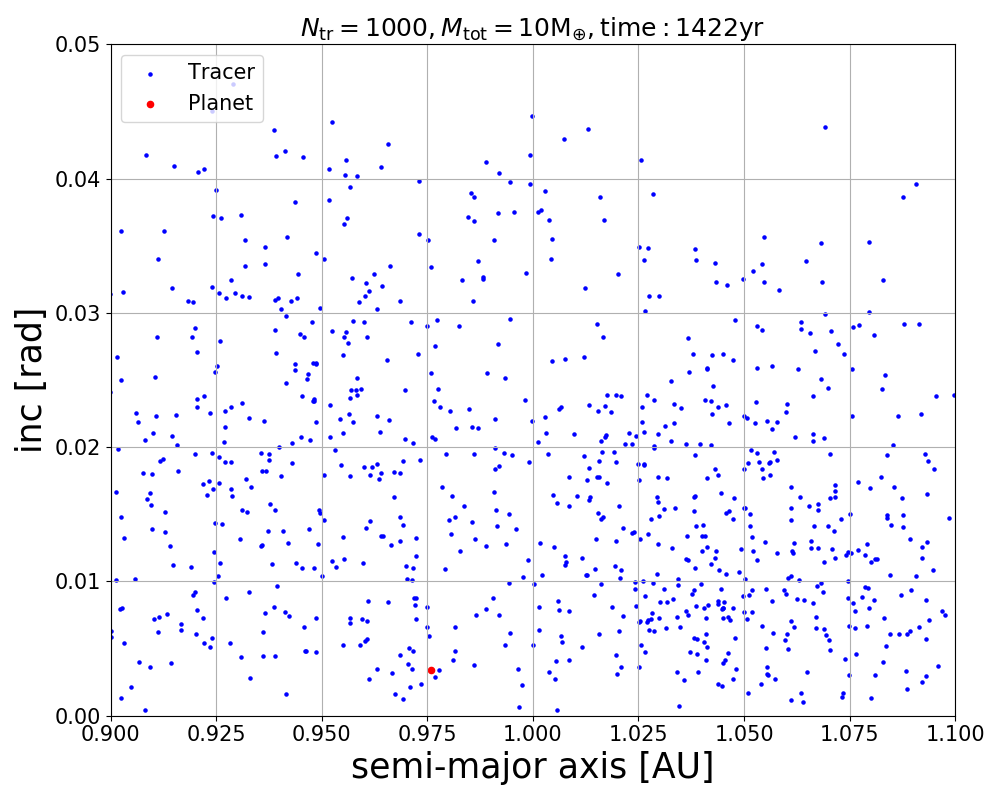 N_tr = 1000, M_tot = 10M_⊕, time : 1422yr
0.05
Tracer
Planet
0.04
0.03
inc [rad]
0.02
0.01
0.00
0.900 0.925 0.950 0.975 1.000 1.025 1.050 1.075 1.100
semi-major axis [AU]